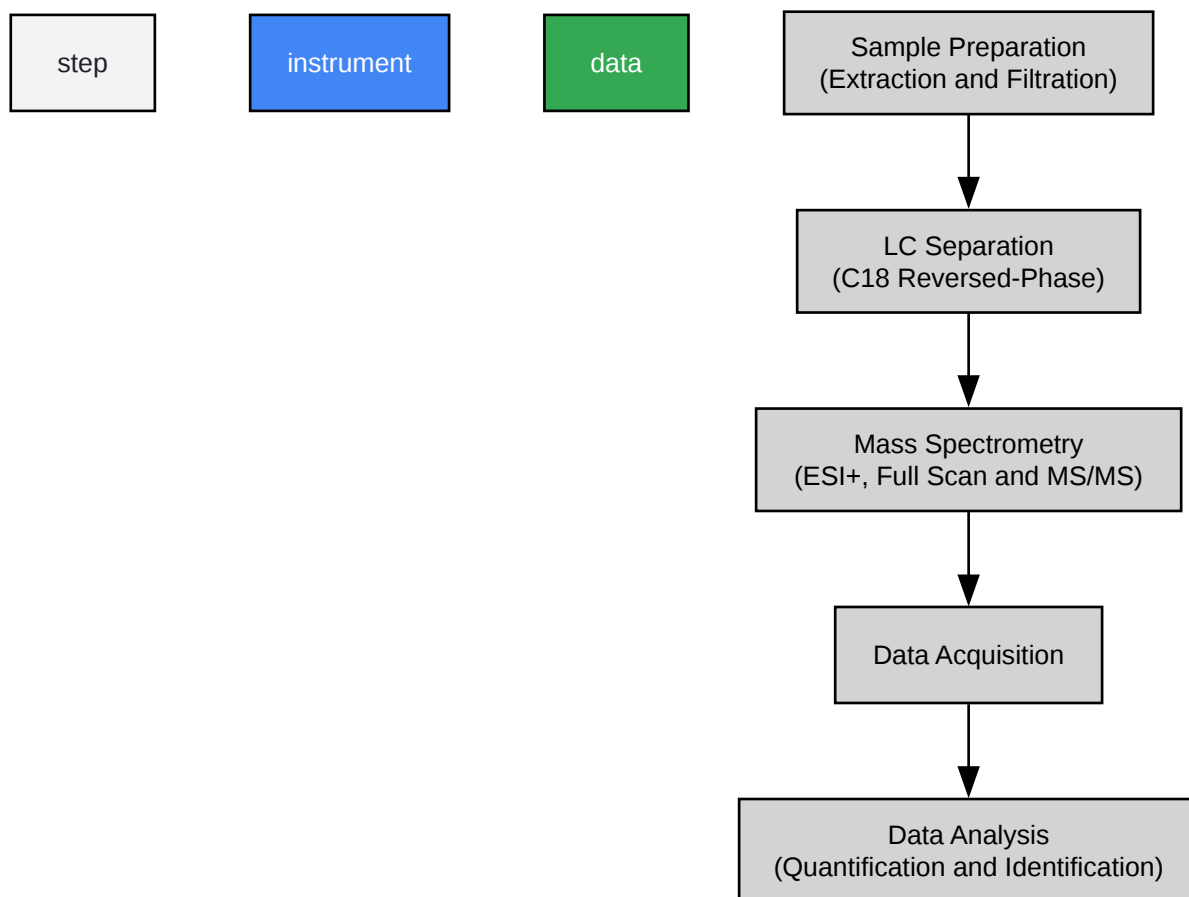 step
instrument
data
Sample Preparation
(Extraction and Filtration)
LC Separation
(C18 Reversed-Phase)
Mass Spectrometry
(ESI+, Full Scan and MS/MS)
Data Acquisition
Data Analysis
(Quantification and Identification)